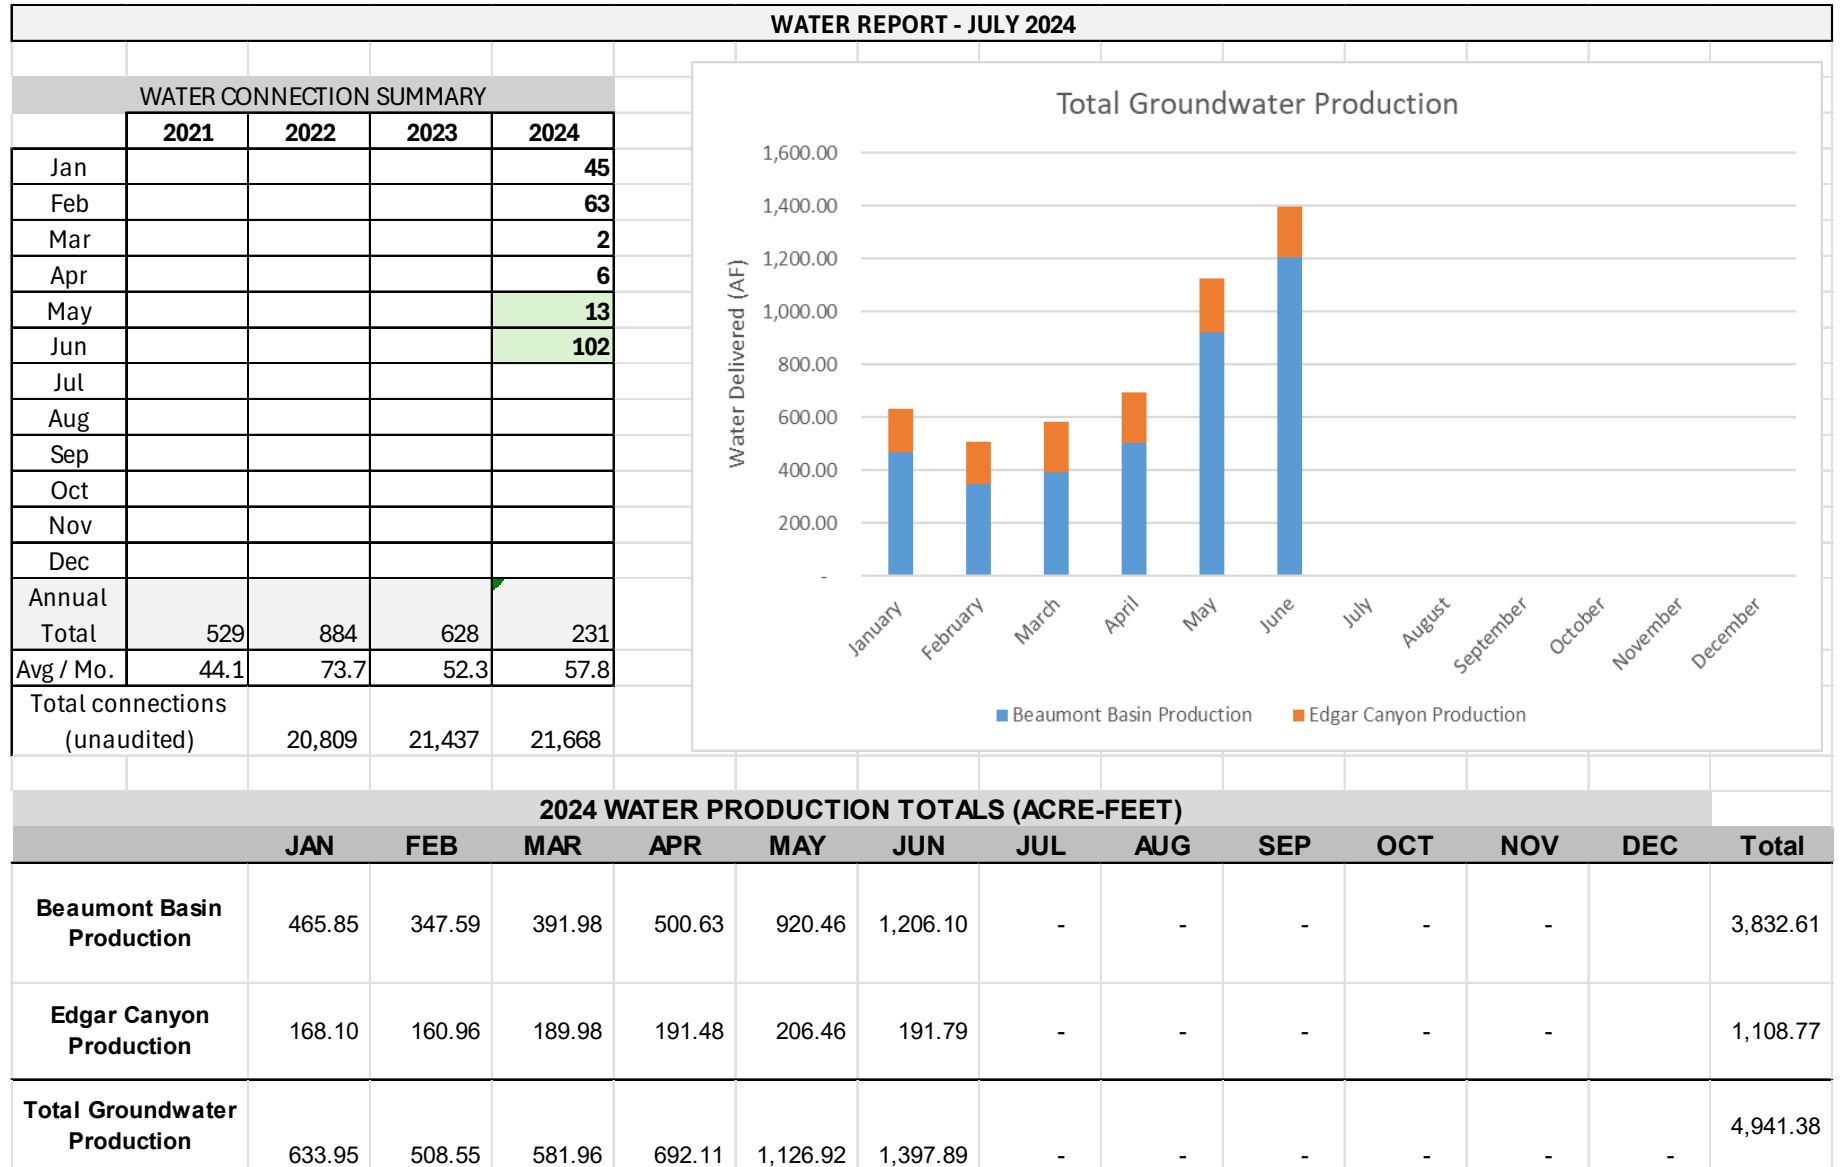 WATER REPORT - JULY 2024
WATER CONNECTION SUMMARY
2021 2022 2023 2024
Jan 45
Feb 63
Mar 2
Apr 6
May 13
Jun 102
Jul
Aug
Sep
Oct
Nov
Dec
Annual
Total 529 884 628 231
Avg / Mo. 44.1 73.7 52.3 57.8
Total connections
(unaudited) 20,809 21,437 21,668
Total Groundwater Production
Water Delivered (AF)
1,600.00
1,400.00
1,200.00
1,000.00
800.00
600.00
400.00
200.00
-
January February March April May June July August September October November December
Beaumont Basin Production Edgar Canyon Production
2024 WATER PRODUCTION TOTALS (ACRE-FEET)
JAN FEB MAR APR MAY JUN JUL AUG SEP OCT NOV DEC Total
Beaumont Basin
Production 465.85 347.59 391.98 500.63 920.46 1,206.10 - - - - - 3,832.61
Edgar Canyon
Production 168.10 160.96 189.98 191.48 206.46 191.79 - - - - - 1,108.77
Total Groundwater
Production 633.95 508.55 581.96 692.11 1,126.92 1,397.89 - - - - - - 4,941.38